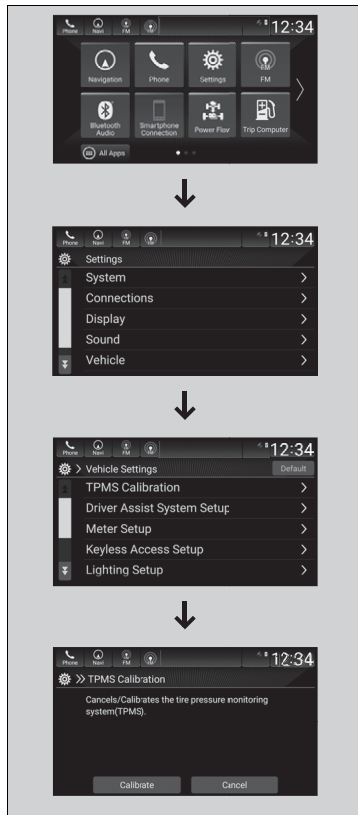 Phone Navi FM 12:34
Navigation Phone Settings FM
Bluetooth Audio Smartphone Connection Power Flow Trip Computer
All Apps
Phone Navi FM 12:34
Settings
System
Connections
Display
Sound
Vehicle
Phone Navi FM 12:34
Vehicle Settings Default
TPMS Calibration
Driver Assist System Setup
Meter Setup
Keyless Access Setup
Lighting Setup
Phone Navi FM 12:34
TPMS Calibration
Cancels/Calibrates the tire pressure monitoring
system(TPMS).
Calibrate Cancel